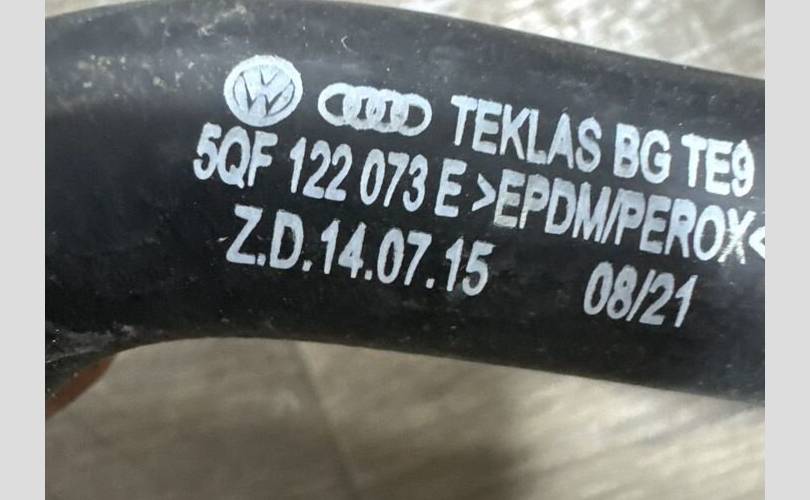 TEKLAS BG TE9
5QF 122 073 E >EPDM/PEROX<
Z.D.14.07.15 08/21